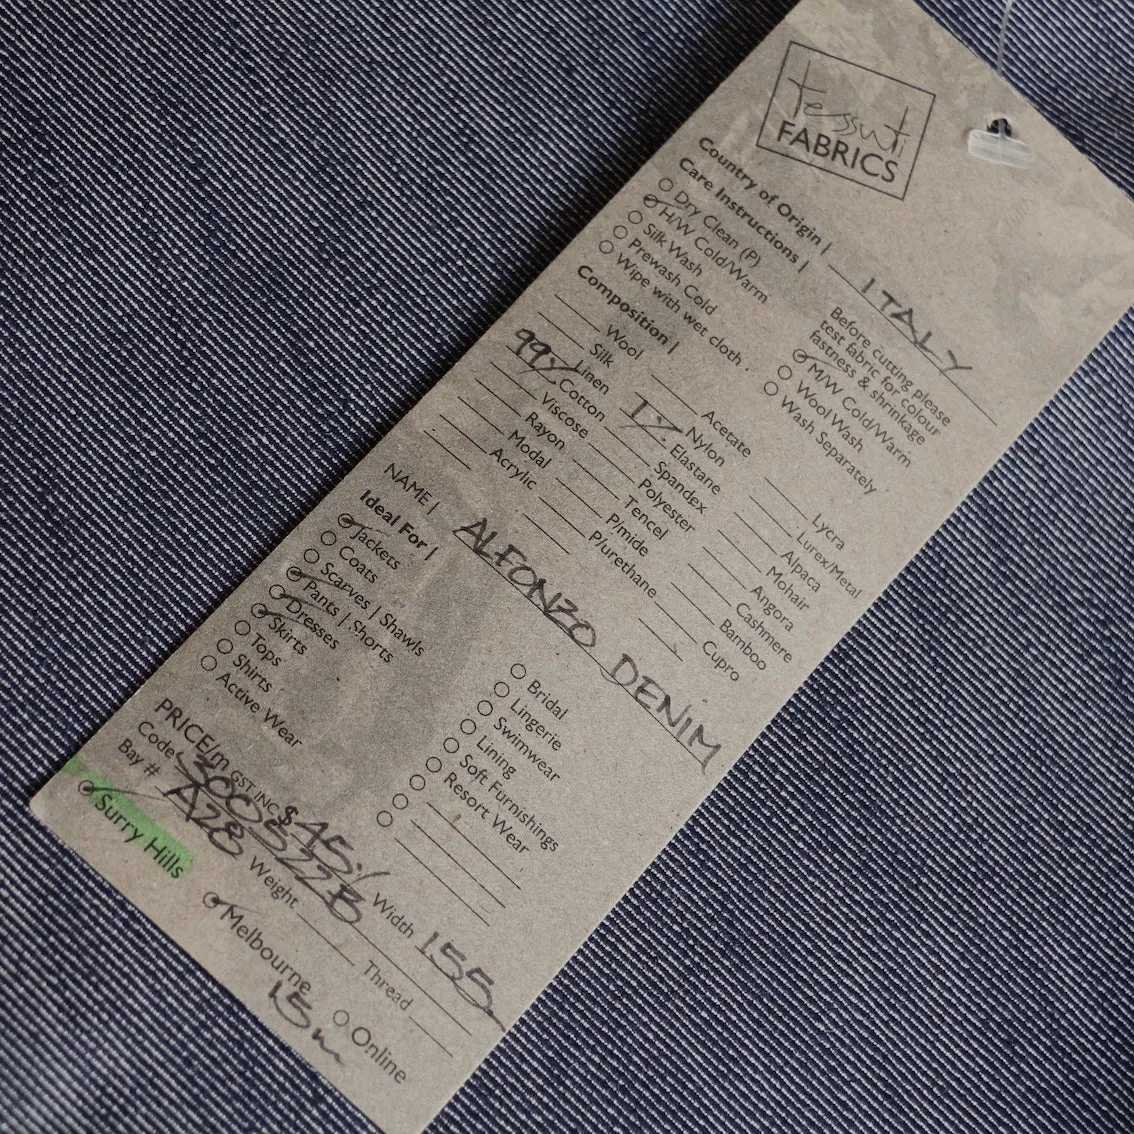 tessuti
FABRICS
Country of Origin | ITALY
Care Instructions |
Dry Clean (P)
H/W Cold/Warm
Silk Wash
Prewash Cold
Wipe with wet cloth
Before cutting please
test fabric for colour
fastness & shrinkage
M/W Cold/Warm
Wool Wash
Wash Separately
Composition |
Wool
Silk
Linen
99% Cotton
Viscose
Rayon
Modal
Acrylic
Acetate
Nylon
1% Elastane
Spandex
Polyester
Tencel
P/mide
P/urethane
Lycra
Lurex/Metal
Alpaca
Mohair
Angora
Cashmere
Bamboo
Cupro
NAME | ALFONZO DENIM
Ideal For |
Jackets
Coats
Scarves | Shawls
Pants | Shorts
Dresses
Skirts
Tops
Shirts
Active Wear
Bridal
Lingerie
Swimwear
Lining
Soft Furnishings
Resort Wear
PRICE/m GST INC. $45.
Code 3008322B Width 155
Bay # A28 Weight Thread
Surry Hills Melbourne Online
15m